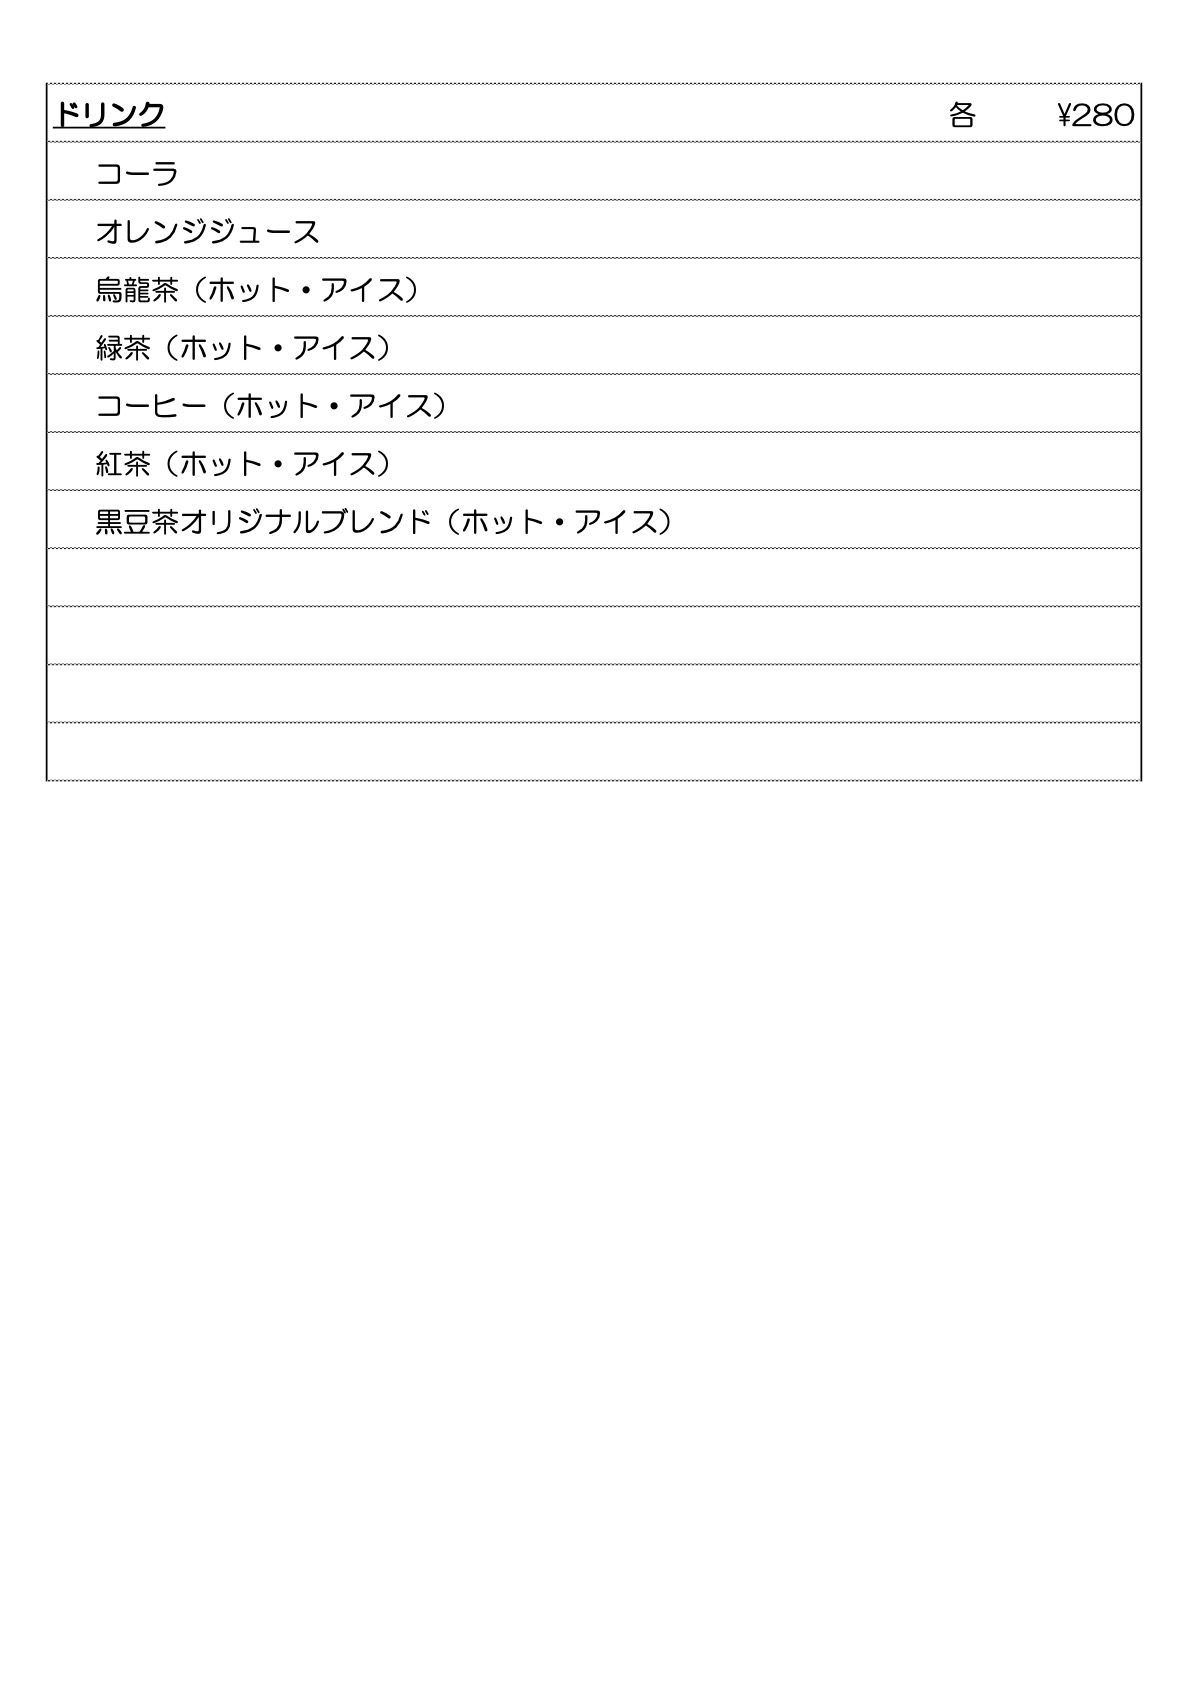 ドリンク 各 ¥280
コーラ
オレンジジュース
烏龍茶（ホット・アイス）
緑茶（ホット・アイス）
コーヒー（ホット・アイス）
紅茶（ホット・アイス）
黒豆茶オリジナルブレンド（ホット・アイス）